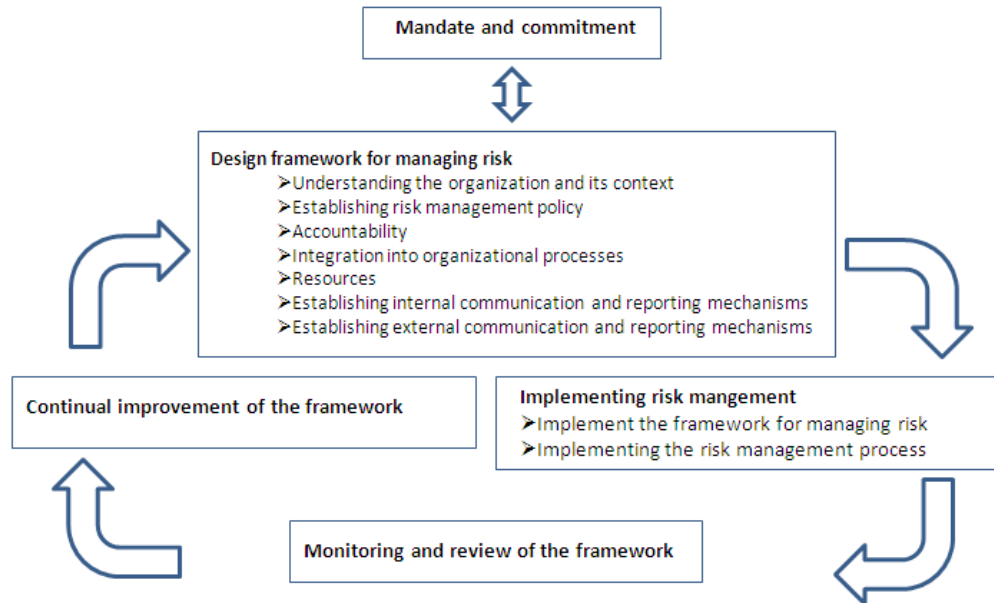 Mandate and commitment
Design framework for managing risk
➢Understanding the organization and its context
➢Establishing risk management policy
➢Accountability
➢Integration into organizational processes
➢Resources
➢Establishing internal communication and reporting mechanisms
➢Establishing external communication and reporting mechanisms
Continual improvement of the framework
Implementing risk mangement
➢Implement the framework for managing risk
➢Implementing the risk management process
Monitoring and review of the framework